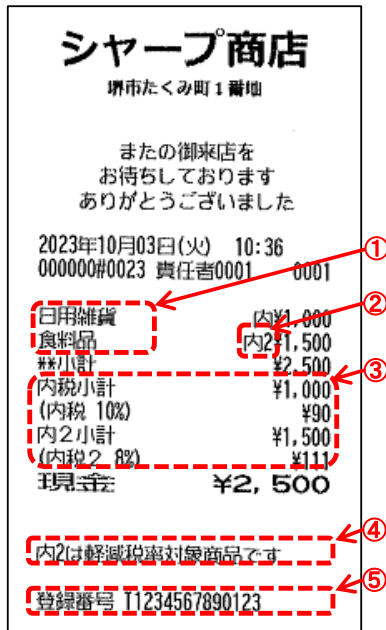 シャープ商店
堺市たくみ町1番地
またの御来店を
お待ちしております
ありがとうございました
2023年10月03日(火) 10:36
000000#0023 責任者0001 0001
①
②
日用雑貨 内¥1,000
食料品 内2¥1,500
**小計 ¥2,500
③
内税小計 ¥1,000
(内税 10%) ¥90
内2小計 ¥1,500
(内税2 8%) ¥111
現金 ¥2,500
④
内2は軽減税率対象商品です
⑤
登録番号 T1234567890123